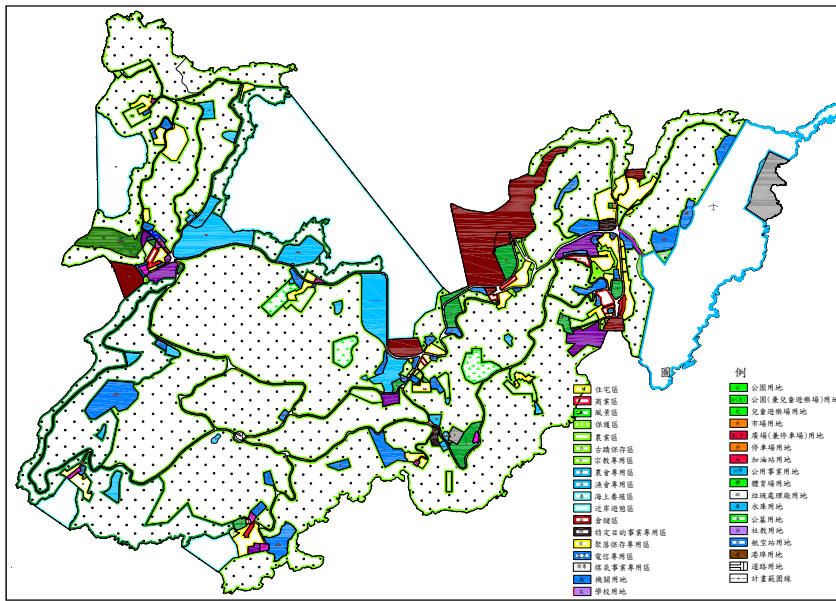 圖
例
住宅區
商業區
風景區
保護區
農業區
古蹟保存區
宗教專用區
農會專用區
漁會專用區
海上養殖區
近岸遊憩區
倉儲區
特定目的事業專用區
聚落保存專用區
電信專用區
煤氣事業專用區
機關用地
學校用地
公園用地
公園(兼兒童遊樂場)用地
兒童遊樂場用地
市場用地
廣場(兼停車場)用地
停車場用地
加油站用地
公用事業用地
體育場用地
垃圾處理廠用地
水庫用地
公墓用地
社教用地
航空站用地
港埠用地
道路用地
計畫範圍線